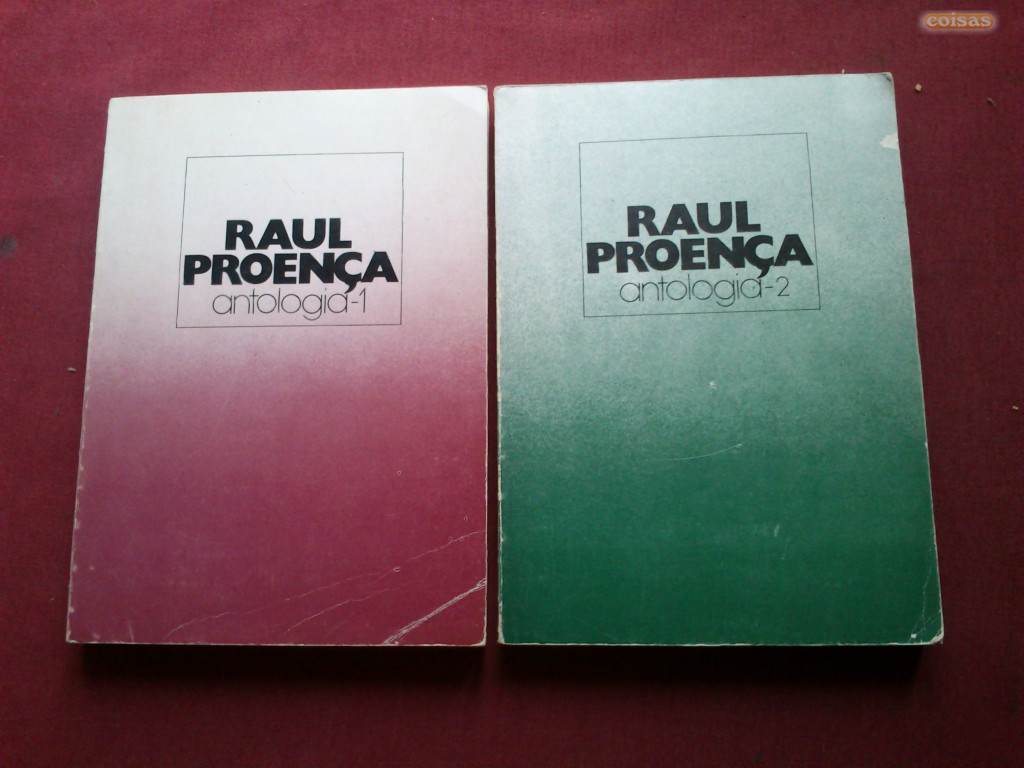 coisas
RAUL
PROENÇA
antologia-1
RAUL
PROENÇA
antologia-2